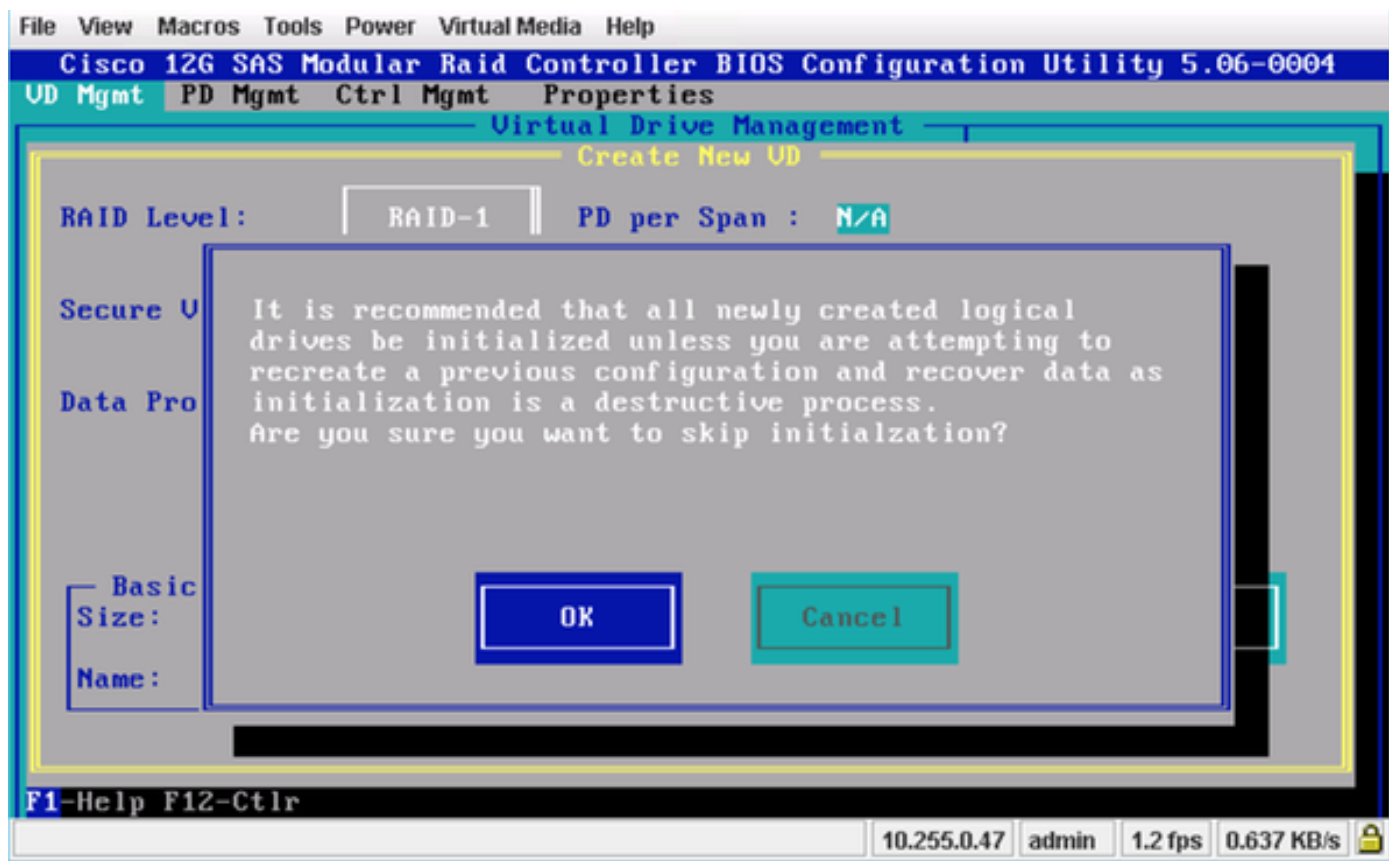 File View Macros Tools Power Virtual Media Help
Cisco 12G SAS Modular Raid Controller BIOS Configuration Utility 5.06-0004
VD Mgmt PD Mgmt Ctrl Mgmt Properties
Virtual Drive Management
Create New VD
RAID Level: RAID-1 PD per Span : N/A
Secure V
Data Pro
It is recommended that all newly created logical
drives be initialized unless you are attempting to
recreate a previous configuration and recover data as
initialization is a destructive process.
Are you sure you want to skip initialzation?
OK Cancel
Basic
Size:
Name:
F1-Help F12-Ctlr
10.255.0.47 admin 1.2 fps 0.637 KB/s